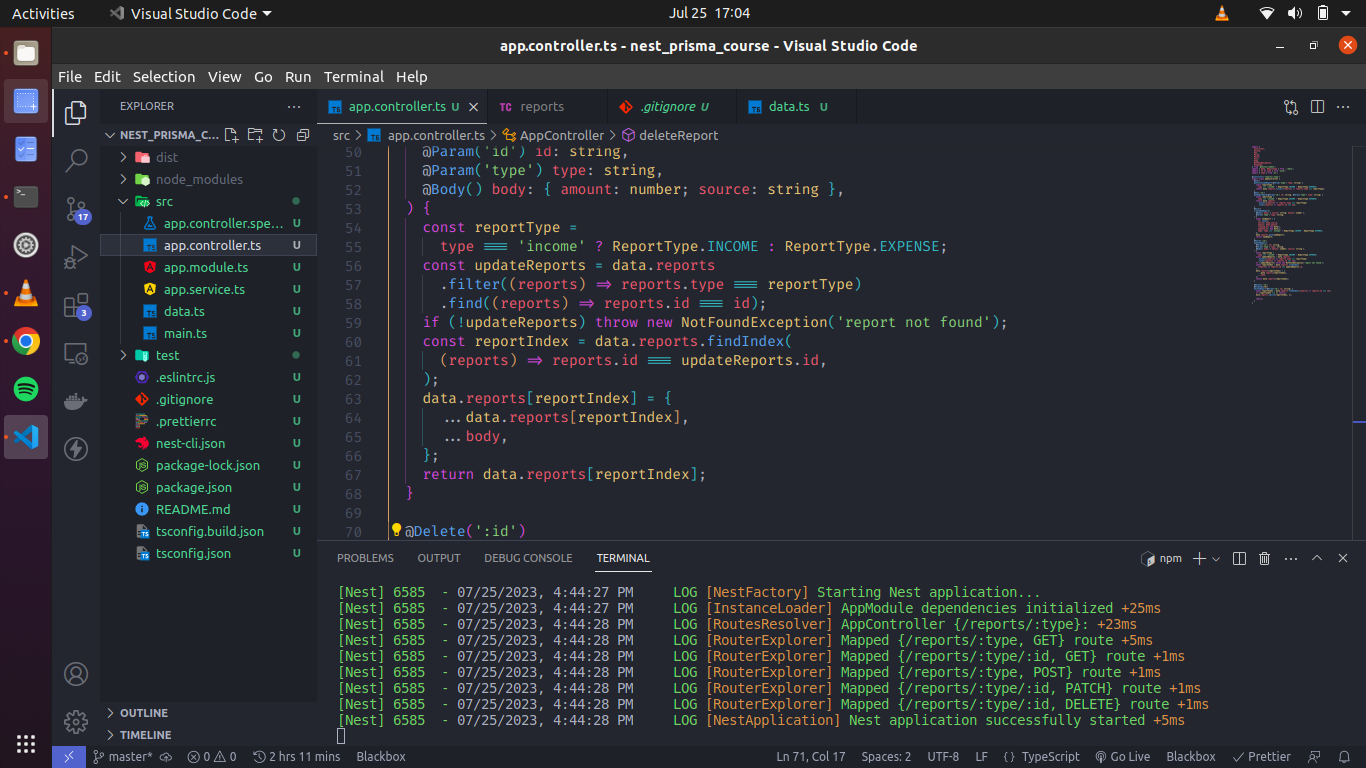 Activities
Visual Studio Code
Jul 25 17:04
app.controller.ts - nest_prisma_course - Visual Studio Code
File Edit Selection View Go Run Terminal Help
EXPLORER
NEST_PRISMA_C...
dist
node_modules
src
app.controller.spe... U
app.controller.ts U
app.module.ts U
app.service.ts U
data.ts U
main.ts U
test
.eslintrc.js U
.gitignore U
.prettierrc U
nest-cli.json U
package-lock.json U
package.json U
README.md U
tsconfig.build.json U
tsconfig.json U
OUTLINE
TIMELINE
17
3
TS app.controller.ts U
TC reports
.gitignore U
TS data.ts U
src > app.controller.ts > AppController > deleteReport
50 @Param('id') id: string,
51 @Param('type') type: string,
52 @Body() body: { amount: number; source: string },
53 ) {
54 const reportType =
55 type === 'income' ? ReportType.INCOME : ReportType.EXPENSE;
56 const updateReports = data.reports
57 .filter((reports) => reports.type === reportType)
58 .find((reports) => reports.id === id);
59 if (!updateReports) throw new NotFoundException('report not found');
60 const reportIndex = data.reports.findIndex(
61 (reports) => reports.id === updateReports.id,
62 );
63 data.reports[reportIndex] = {
64 ...data.reports[reportIndex],
65 ...body,
66 };
67 return data.reports[reportIndex];
68 }
69
70 @Delete(':id')
PROBLEMS OUTPUT DEBUG CONSOLE TERMINAL
npm
[Nest] 6585 - 07/25/2023, 4:44:27 PM LOG [NestFactory] Starting Nest application...
[Nest] 6585 - 07/25/2023, 4:44:27 PM LOG [InstanceLoader] AppModule dependencies initialized +25ms
[Nest] 6585 - 07/25/2023, 4:44:28 PM LOG [RoutesResolver] AppController {/reports/:type}: +23ms
[Nest] 6585 - 07/25/2023, 4:44:28 PM LOG [RouterExplorer] Mapped {/reports/:type, GET} route +5ms
[Nest] 6585 - 07/25/2023, 4:44:28 PM LOG [RouterExplorer] Mapped {/reports/:type/:id, GET} route +1ms
[Nest] 6585 - 07/25/2023, 4:44:28 PM LOG [RouterExplorer] Mapped {/reports/:type, POST} route +1ms
[Nest] 6585 - 07/25/2023, 4:44:28 PM LOG [RouterExplorer] Mapped {/reports/:type/:id, PATCH} route +1ms
[Nest] 6585 - 07/25/2023, 4:44:28 PM LOG [RouterExplorer] Mapped {/reports/:type/:id, DELETE} route +1ms
[Nest] 6585 - 07/25/2023, 4:44:28 PM LOG [NestApplication] Nest application successfully started +5ms
master* 0 0 2 hrs 11 mins Blackbox
Ln 71, Col 17 Spaces: 2 UTF-8 LF {} TypeScript Go Live Blackbox Prettier